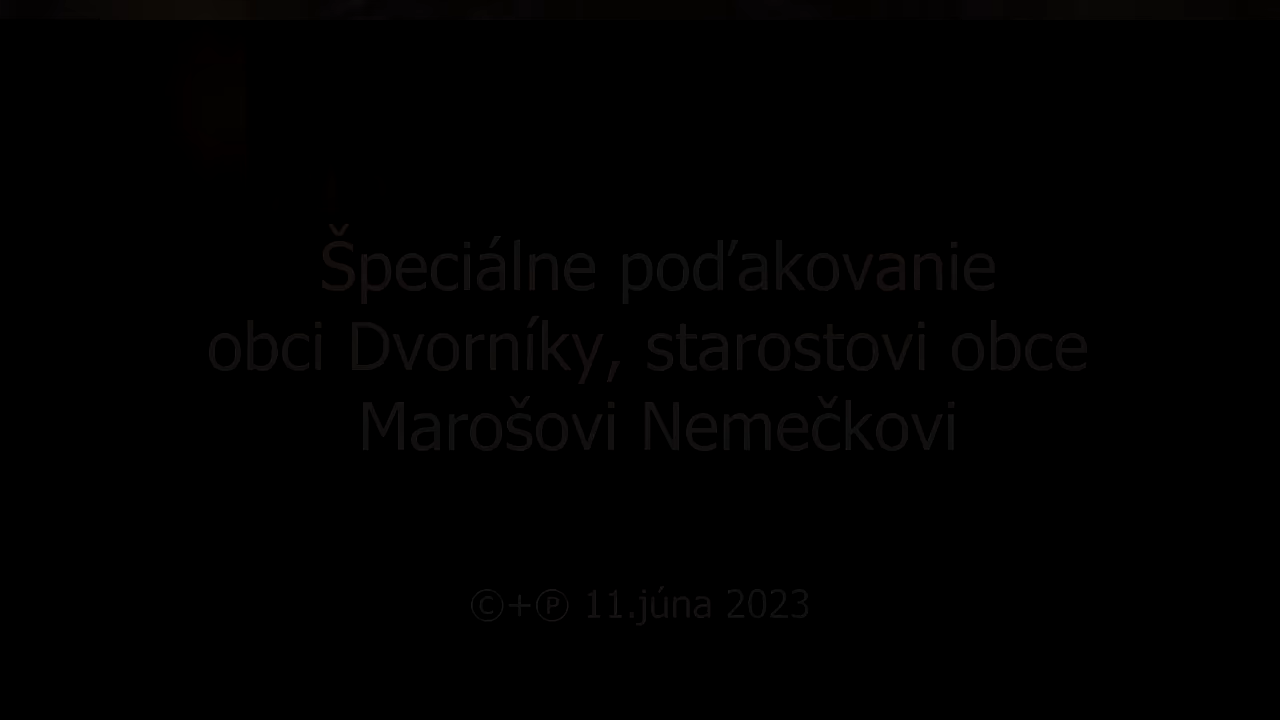 Špeciálne poďakovanie
obci Dvorníky, starostovi obce
Marošovi Nemečkovi
©+℗ 11.júna 2023